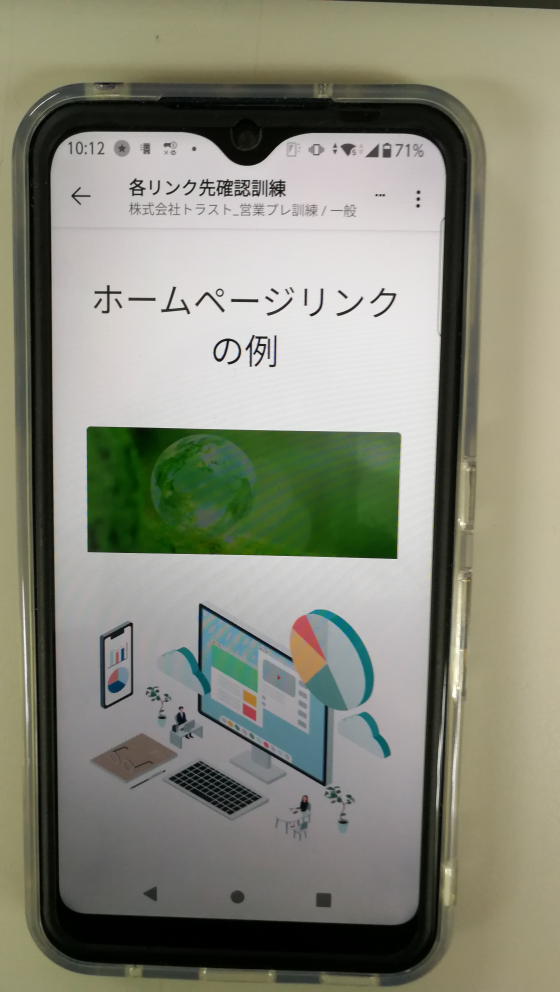 10:12
71%
各リンク先確認訓練
株式会社トラスト_営業プレ訓練 / 一般
ホームページリンク
の例